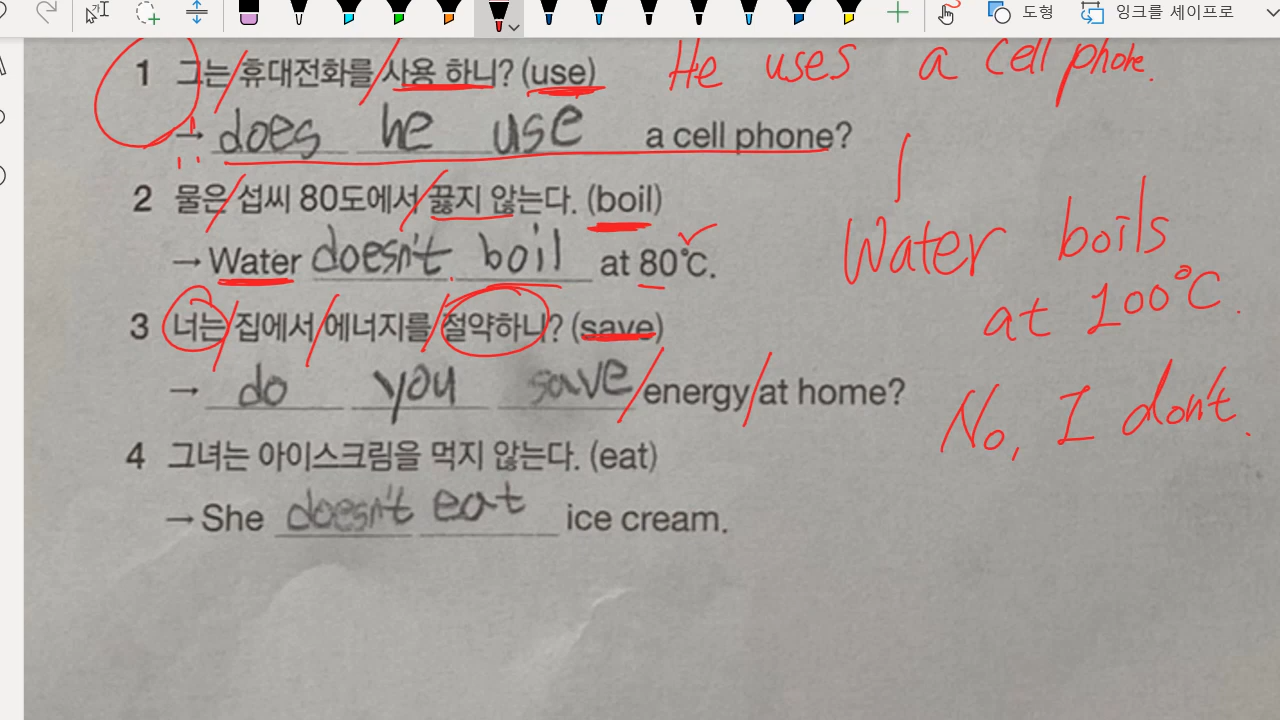 도형
잉크를 셰이프로
1 그는 휴대전화를 사용 하니? (use) He uses a cell phone.
→ does he use a cell phone?
2 물은 섭씨 80도에서 끓지 않는다. (boil)
→ Water doesn't boil at 80℃.
Water boils
at 100℃.
3 너는 집에서 에너지를 절약하니? (save)
→ do you save energy at home?
No, I don't.
4 그녀는 아이스크림을 먹지 않는다. (eat)
→ She doesn't eat ice cream.